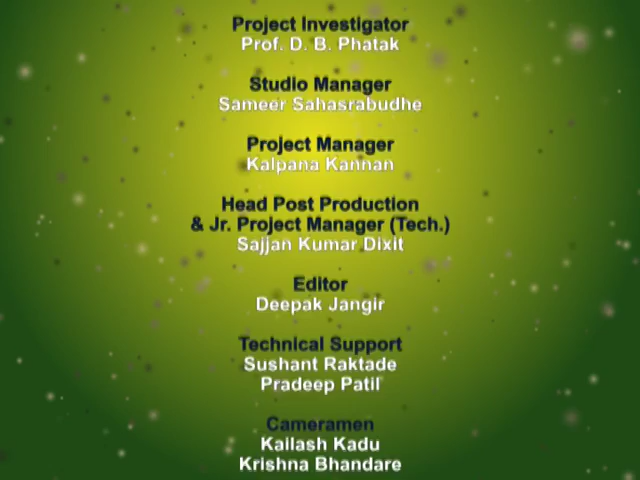 Project Investigator
Prof. D. B. Phatak
Studio Manager
Sameer Sahasrabudhe
Project Manager
Kalpana Kannan
Head Post Production
& Jr. Project Manager (Tech.)
Sajjan Kumar Dixit
Editor
Deepak Jangir
Technical Support
Sushant Raktade
Pradeep Patil
Cameramen
Kailash Kadu
Krishna Bhandare